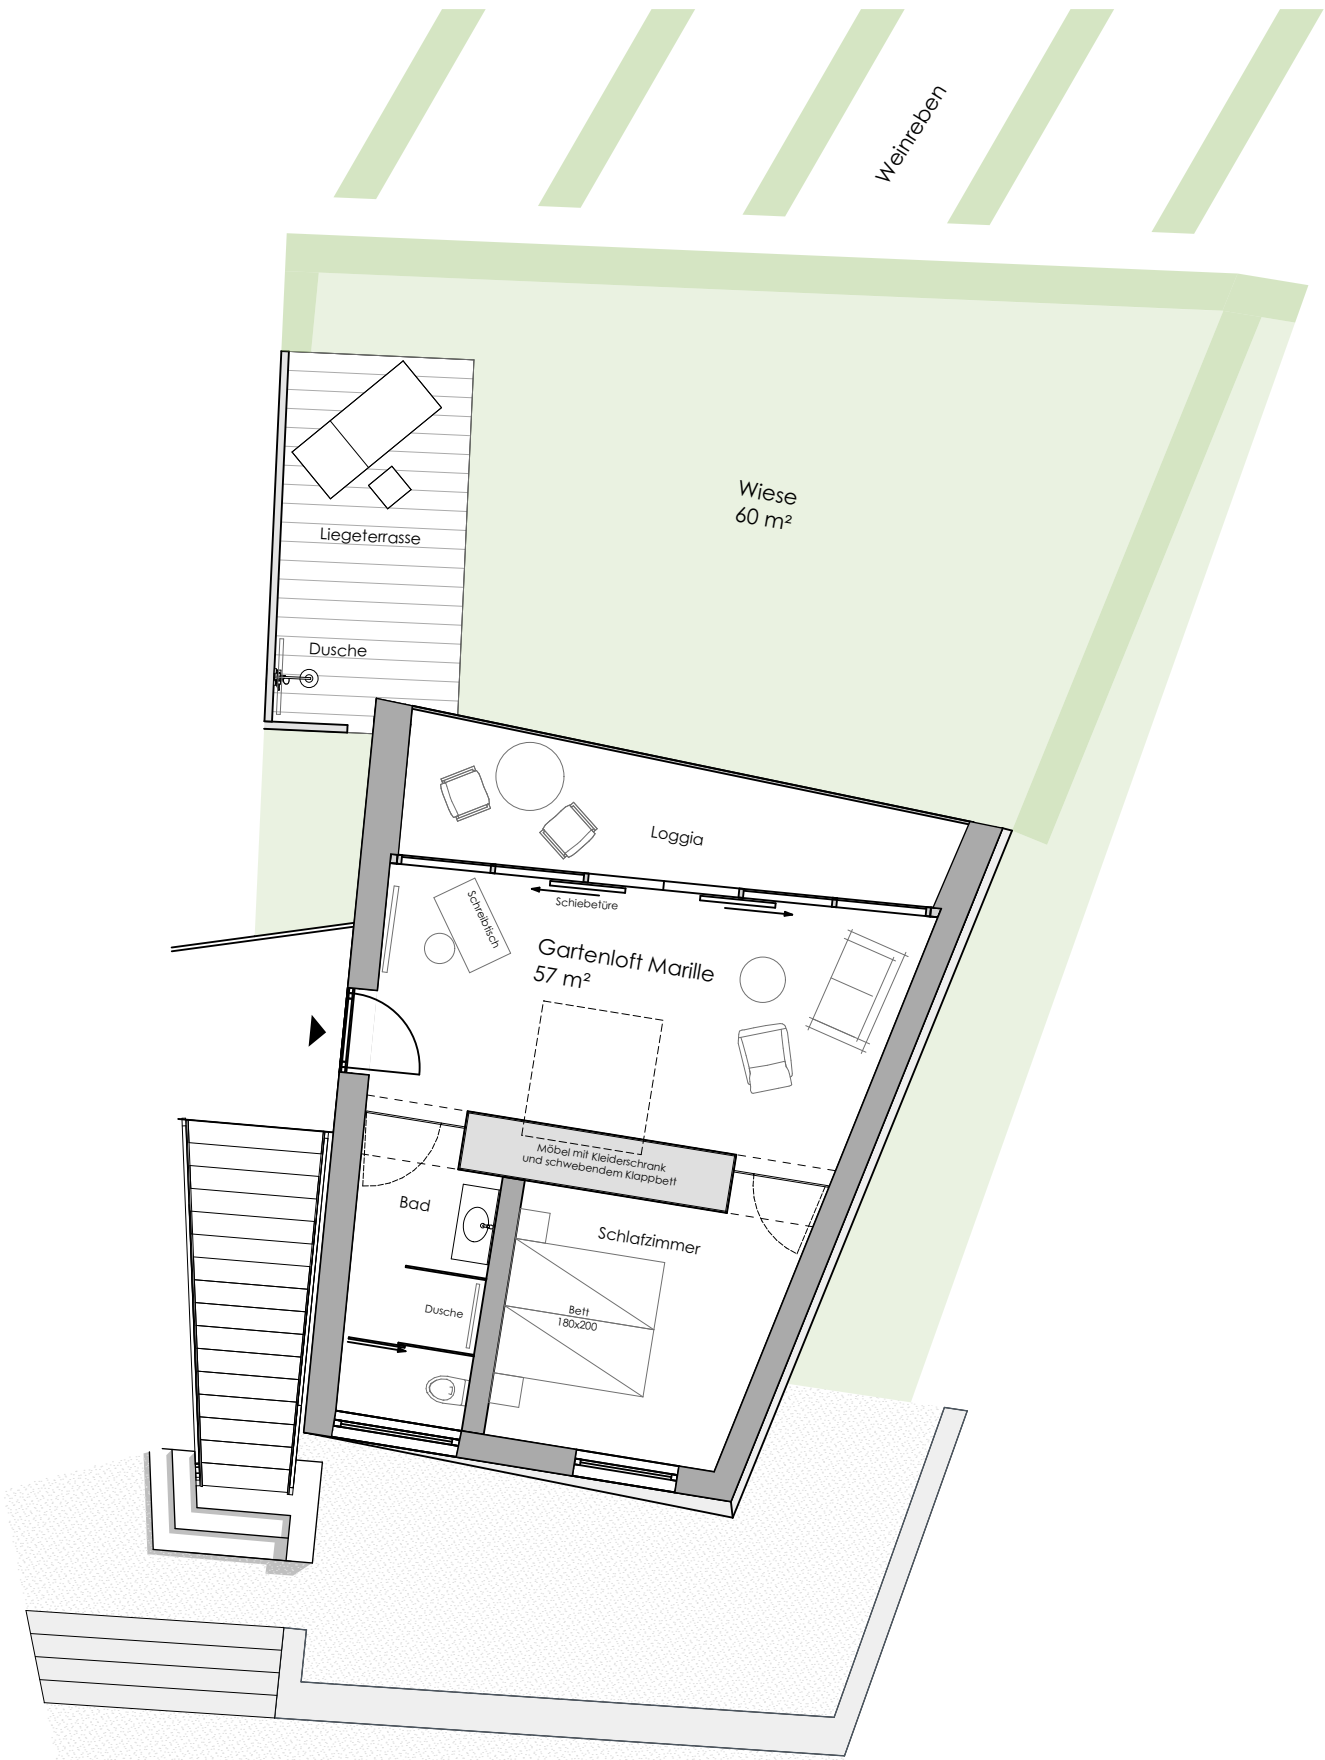 Weinreben
Wiese
60 m²
Liegeterrasse
Dusche
Loggia
Schiebetüre
Schreibtisch
Gartenloft Marille
57 m²
Möbel mit Kleiderschrank
und schwebendem Klappbett
Bad
Schlafzimmer
Dusche
Bett
180x200